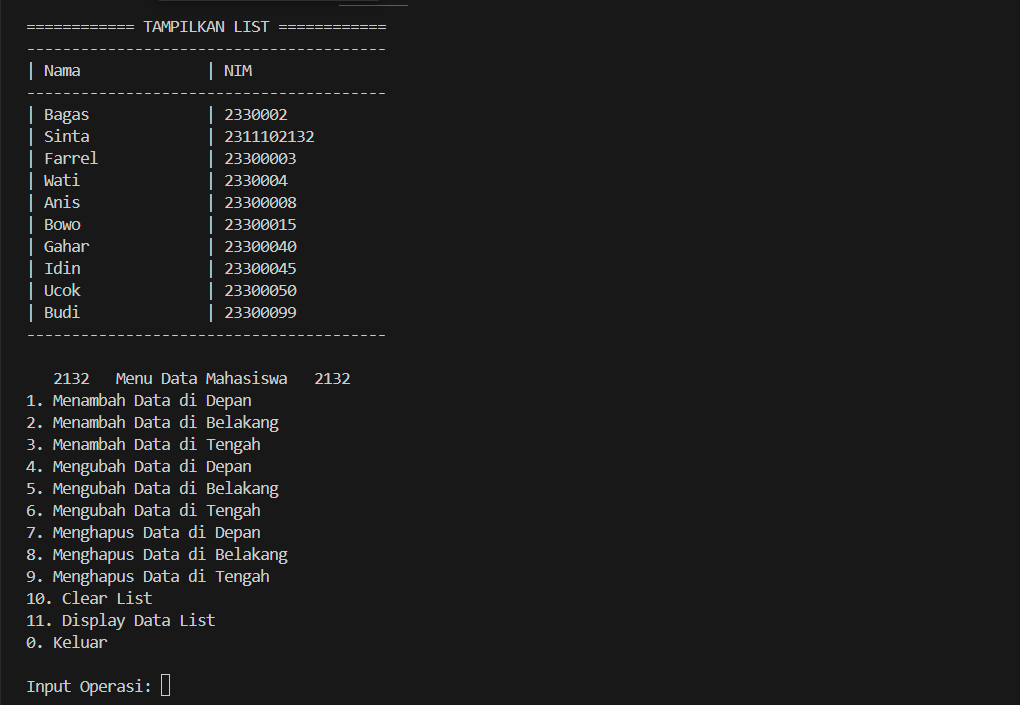 ============ TAMPILKAN LIST ============
----------------------------------------
| Nama              | NIM
----------------------------------------
| Bagas             | 2330002
| Sinta             | 2311102132
| Farrel            | 23300003
| Wati              | 2330004
| Anis              | 23300008
| Bowo              | 23300015
| Gahar             | 23300040
| Idin              | 23300045
| Ucok              | 23300050
| Budi              | 23300099
----------------------------------------
2132   Menu Data Mahasiswa   2132
1. Menambah Data di Depan
2. Menambah Data di Belakang
3. Menambah Data di Tengah
4. Mengubah Data di Depan
5. Mengubah Data di Belakang
6. Mengubah Data di Tengah
7. Menghapus Data di Depan
8. Menghapus Data di Belakang
9. Menghapus Data di Tengah
10. Clear List
11. Display Data List
0. Keluar
Input Operasi: